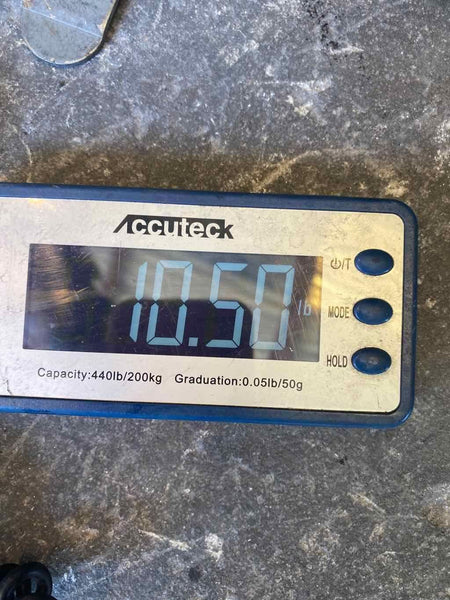 Accuteck
⏻/T
10.50 lb
MODE
HOLD
Capacity:440lb/200kg Graduation:0.05lb/50g